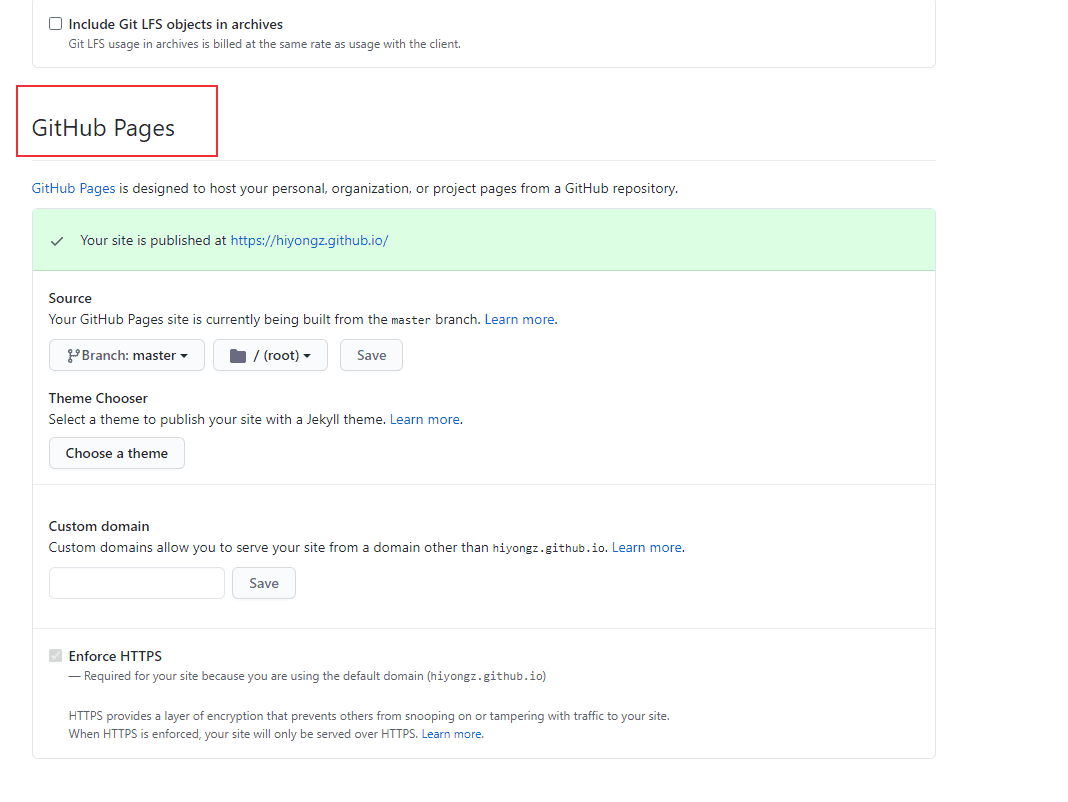 Include Git LFS objects in archives
Git LFS usage in archives is billed at the same rate as usage with the client.
GitHub Pages
GitHub Pages is designed to host your personal, organization, or project pages from a GitHub repository.
Your site is published at https://hiyongz.github.io/
Source
Your GitHub Pages site is currently being built from the master branch. Learn more.
Branch: master / (root) Save
Theme Chooser
Select a theme to publish your site with a Jekyll theme. Learn more.
Choose a theme
Custom domain
Custom domains allow you to serve your site from a domain other than hiyongz.github.io. Learn more.
Save
Enforce HTTPS
— Required for your site because you are using the default domain (hiyongz.github.io)
HTTPS provides a layer of encryption that prevents others from snooping on or tampering with traffic to your site.
When HTTPS is enforced, your site will only be served over HTTPS. Learn more.